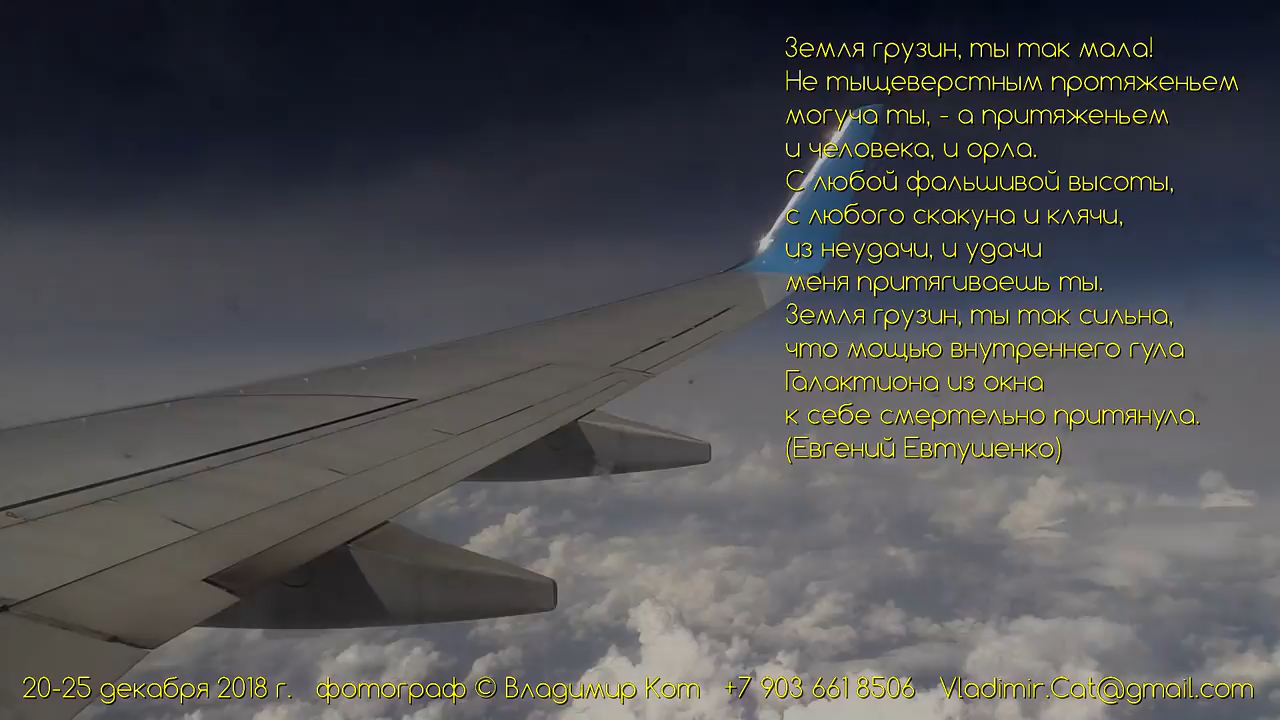 Земля грузин, ты так мала!
Не тыщеверстным протяженьем
могуча ты, - а притяженьем
и человека, и орла.
С любой фальшивой высоты,
с любого скакуна и клячи,
из неудачи, и удачи
меня притягиваешь ты.
Земля грузин, ты так сильна,
что мощью внутреннего гула
Галактиона из окна
к себе смертельно притянула.
(Евгений Евтушенко)
20-25 декабря 2018 г. фотограф © Владимир Кот +7 903 661 8506 Vladimir.Cat@gmail.com